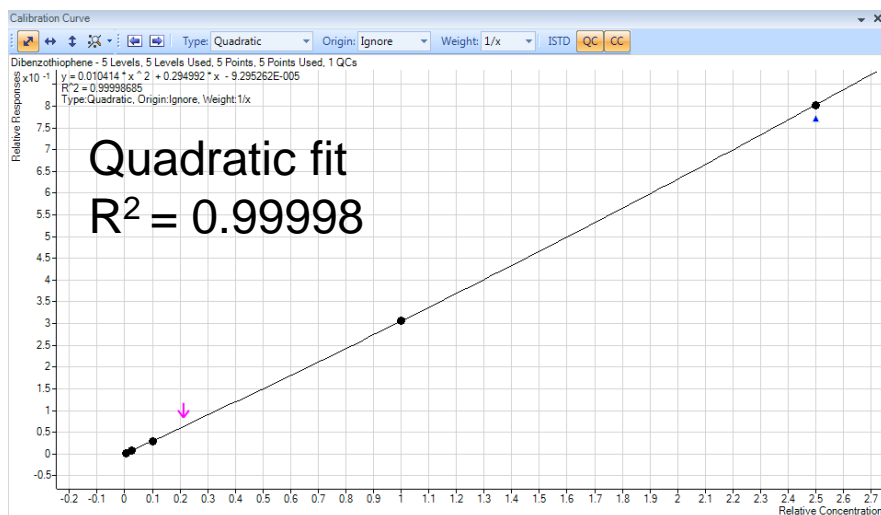 Calibration Curve
Type: Quadratic Origin: Ignore Weight: 1/x ISTD QC CC
Dibenzothiophene - 5 Levels, 5 Levels Used, 5 Points, 5 Points Used, 1 QCs
x10 -1
y = 0.010414 * x ^ 2 + 0.294992 * x - 9.295262E-005
R^2 = 0.99998685
Type:Quadratic, Origin:Ignore, Weight:1/x
Relative Responses
Quadratic fit
R² = 0.99998
8
7.5
7
6.5
6
5.5
5
4.5
4
3.5
3
2.5
2
1.5
1
0.5
0
-0.5
-0.2 -0.1 0 0.1 0.2 0.3 0.4 0.5 0.6 0.7 0.8 0.9 1 1.1 1.2 1.3 1.4 1.5 1.6 1.7 1.8 1.9 2 2.1 2.2 2.3 2.4 2.5 2.6 2.7
Relative Concentration